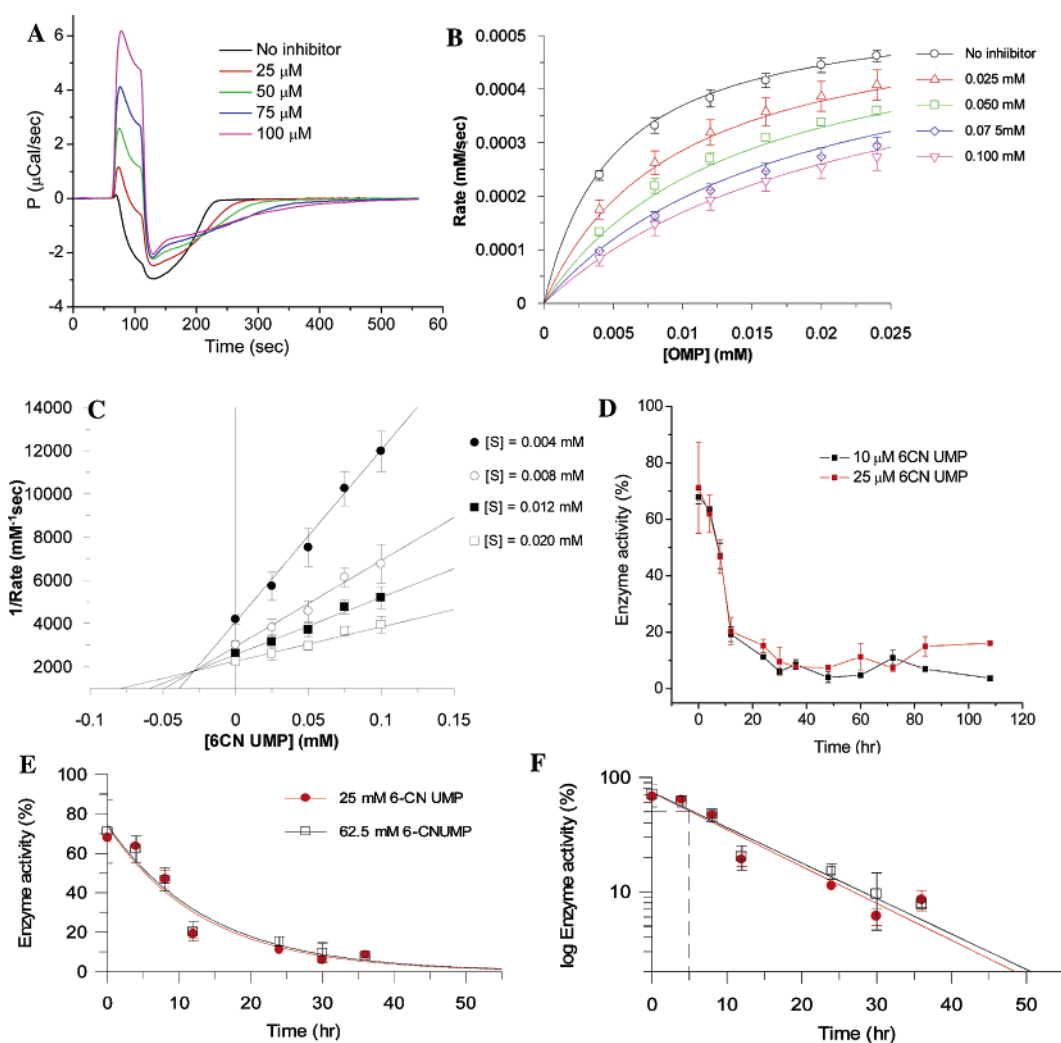 A
P (μCal/sec)
6
4
2
0
-2
-4
0 100 200 300 400 500 60
Time (sec)
No inhibitor
25 μM
50 μM
75 μM
100 μM
B
Rate (mM/sec)
0.0005
0.0004
0.0003
0.0002
0.0001
0
0 0.005 0.01 0.015 0.02 0.025
[OMP] (mM)
No inhiibitor
0.025 mM
0.050 mM
0.07 5mM
0.100 mM
C
1/Rate (mM-1sec)
14000
12000
10000
8000
6000
4000
2000
-0.1 -0.05 0 0.05 0.1 0.15
[6CN UMP] (mM)
[S] = 0.004 mM
[S] = 0.008 mM
[S] = 0.012 mM
[S] = 0.020 mM
D
Enzyme activity (%)
100
80
60
40
20
0
0 20 40 60 80 100 120
Time (hr)
10 μM 6CN UMP
25 μM 6CN UMP
E
Enzyme activity (%)
100
80
60
40
20
0
0 10 20 30 40 50
Time (hr)
25 mM 6-CN UMP
62.5 mM 6-CNUMP
F
log Enzyme activity (%)
100
10
0 10 20 30 40 50
Time (hr)